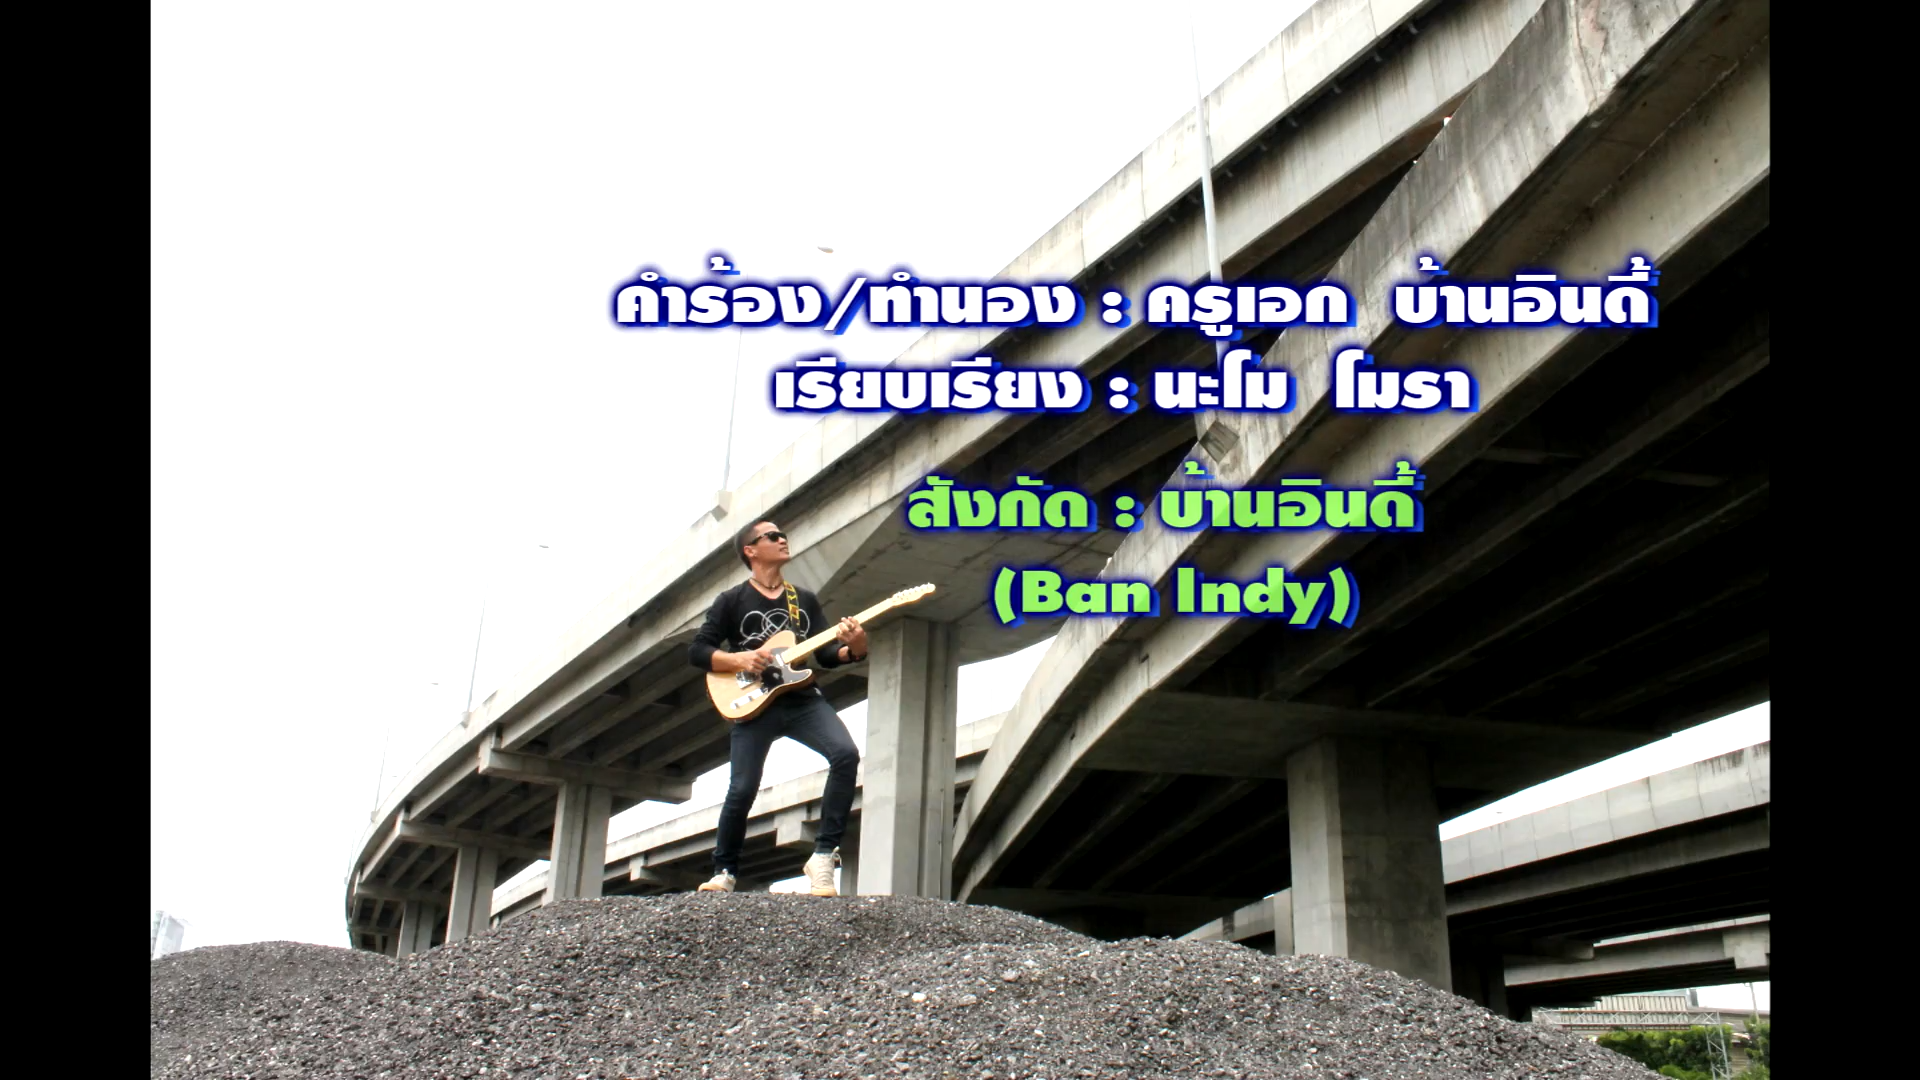 คำร้อง/ทำนอง : ครูเอก บ้านอินดี้
เรียบเรียง : นะโม โมรา
สังกัด : บ้านอินดี้
(Ban Indy)